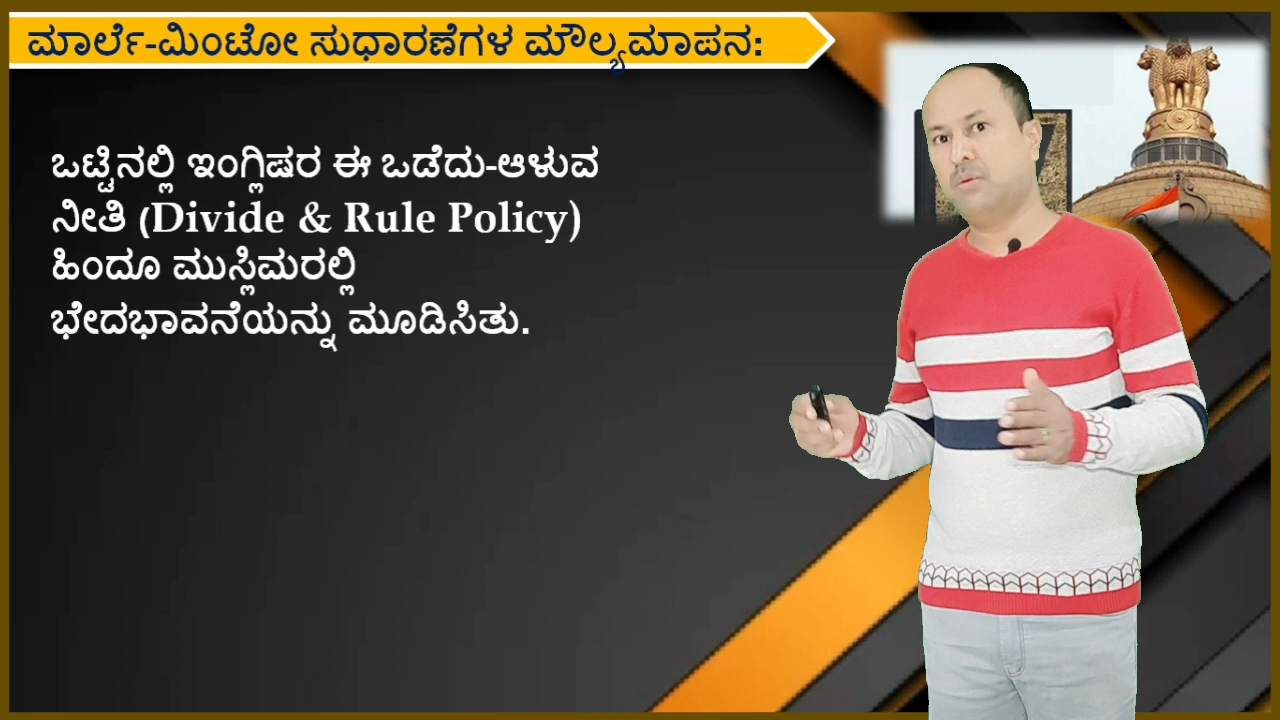 ಮಾರ್ಲೆ-ಮಿಂಟೋ ಸುಧಾರಣೆಗಳ ಮೌಲ್ಯಮಾಪನ:
ಒಟ್ಟಿನಲ್ಲಿ ಇಂಗ್ಲಿಷರ ಈ ಒಡೆದು-ಆಳುವ
ನೀತಿ (Divide & Rule Policy)
ಹಿಂದೂ ಮುಸ್ಲಿಮರಲ್ಲಿ
ಭೇದಭಾವನೆಯನ್ನು ಮೂಡಿಸಿತು.